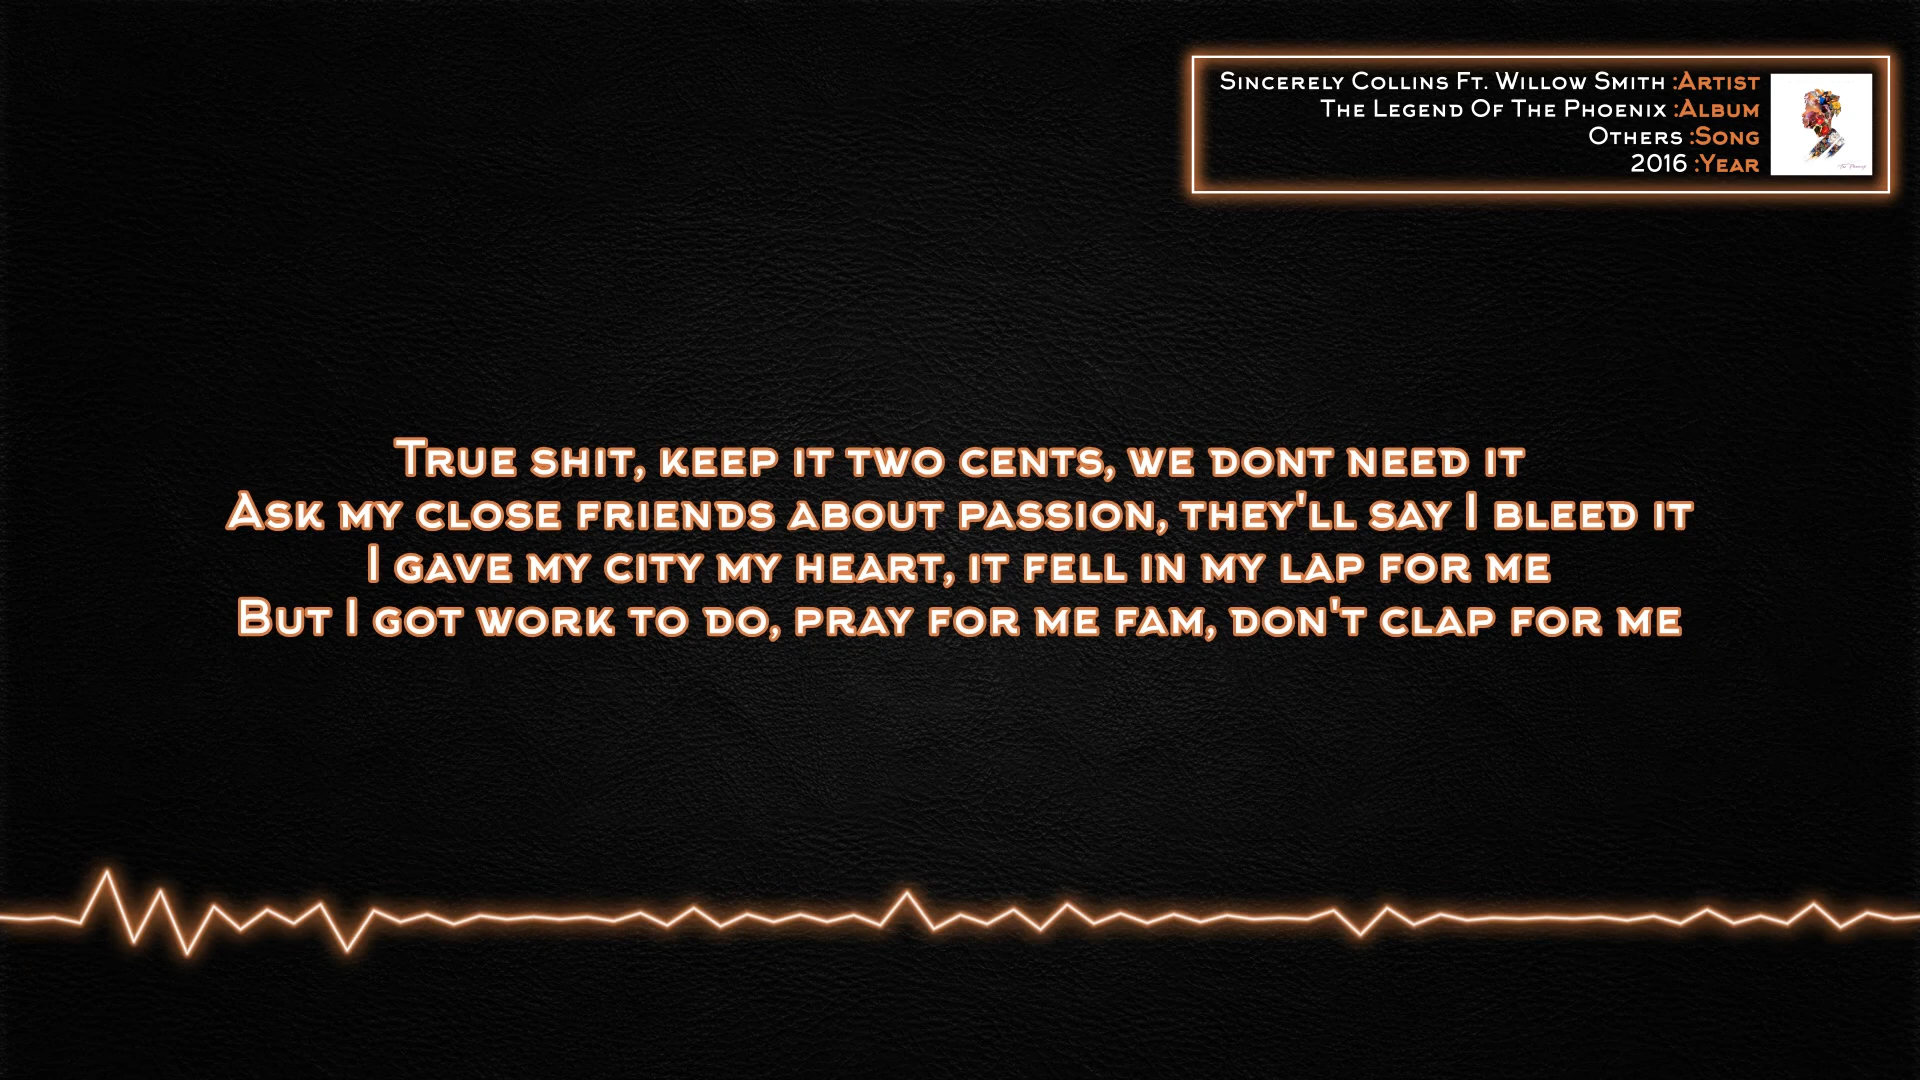 Sincerely Collins Ft. Willow Smith :Artist
The Legend Of The Phoenix :Album
Others :Song
2016 :Year
True shit, keep it two cents, we dont need it
Ask my close friends about passion, they'll say I bleed it
I gave my city my heart, it fell in my lap for me
But I got work to do, pray for me fam, don't clap for me